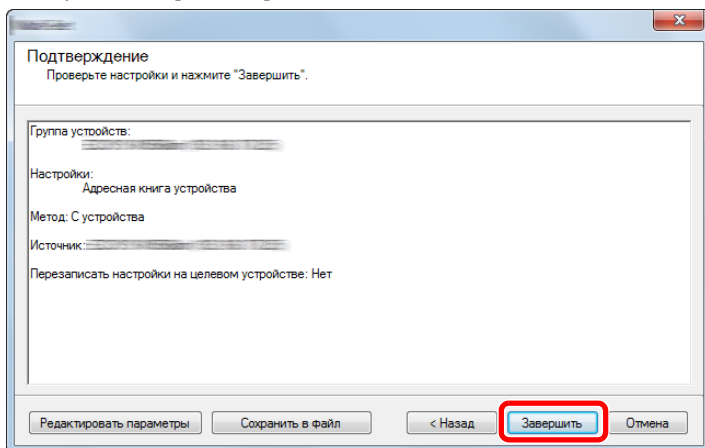 Подтверждение
Проверьте настройки и нажмите "Завершить".
Группа устройств:
Настройки:
Адресная книга устройства
Метод: С устройства
Источник:
Перезаписать настройки на целевом устройстве: Нет
Редактировать параметры
Сохранить в файл
< Назад
Завершить
Отмена